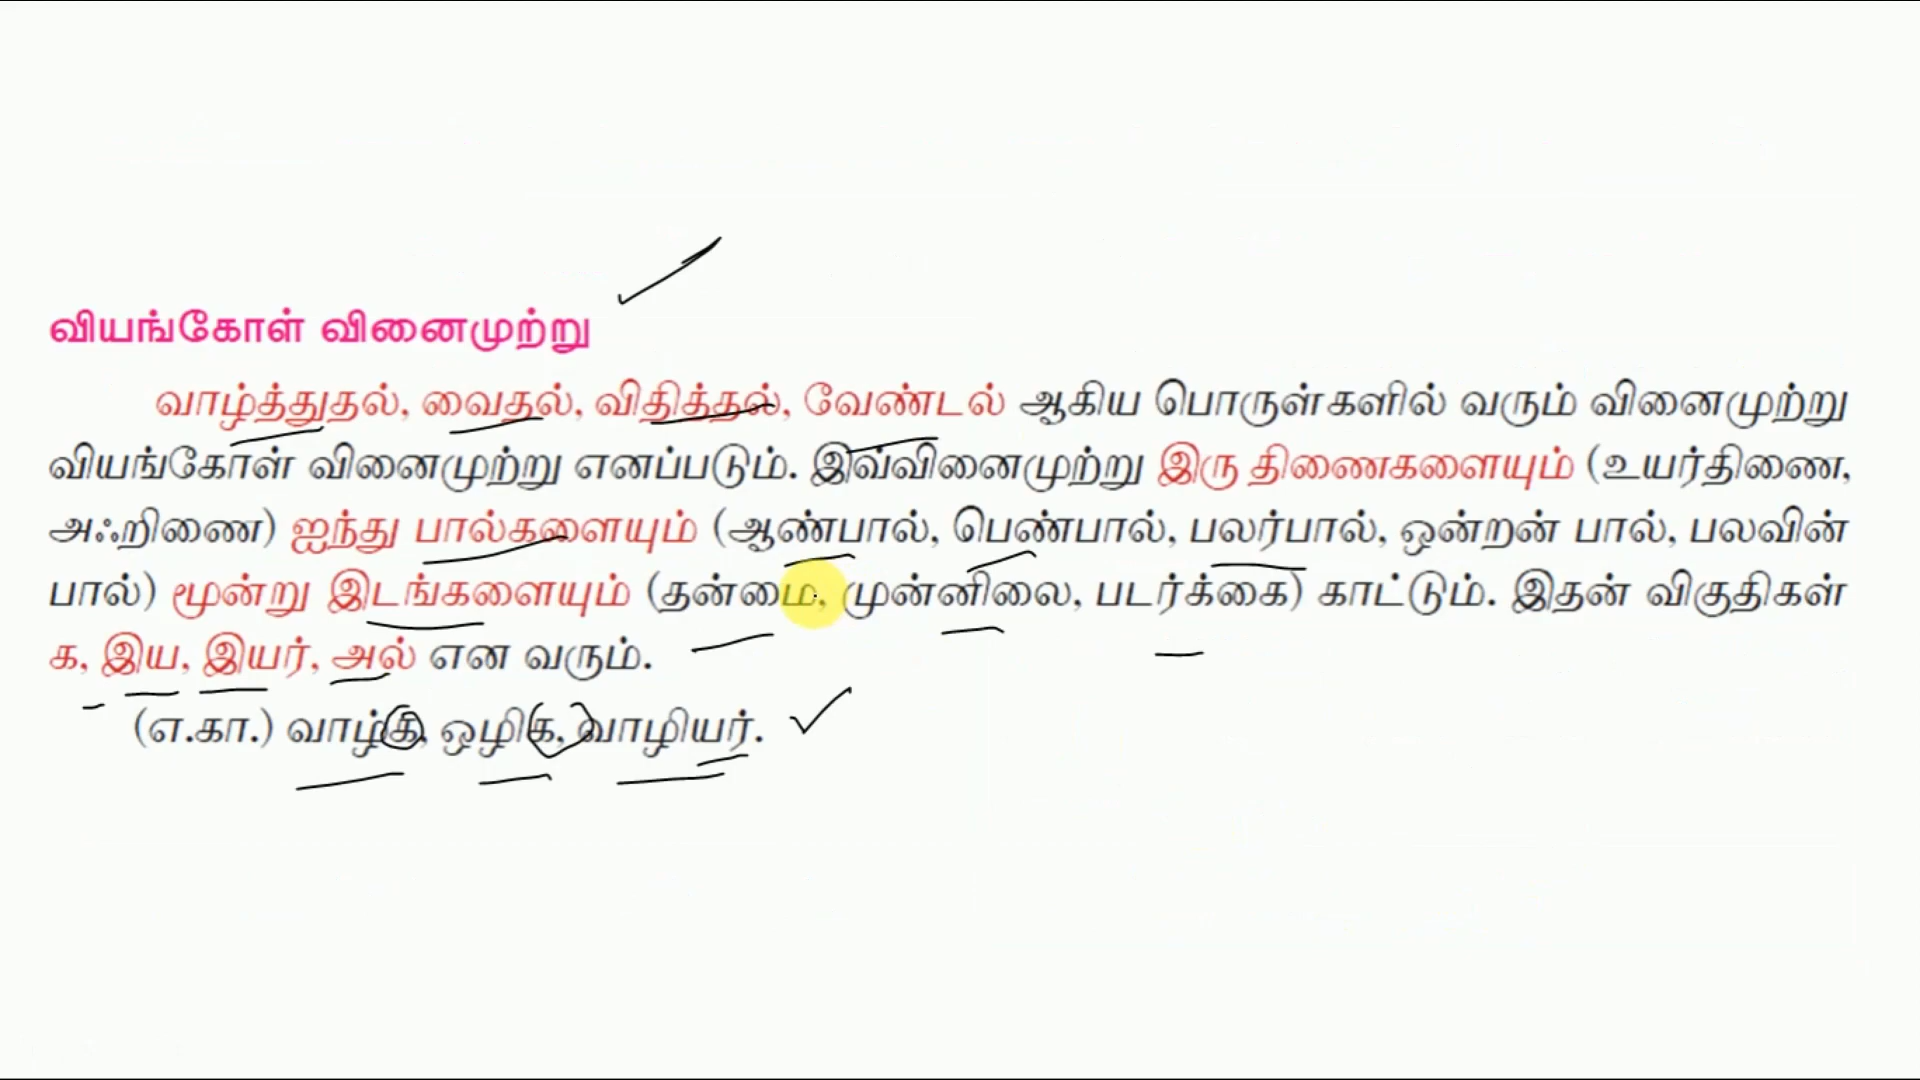 வியங்கோள் வினைமுற்று
வாழ்த்துதல், வைதல், விதித்தல், வேண்டல் ஆகிய பொருள்களில் வரும் வினைமுற்று
வியங்கோள் வினைமுற்று எனப்படும். இவ்வினைமுற்று இரு திணைகளையும் (உயர்திணை,
அஃறிணை) ஐந்து பால்களையும் (ஆண்பால், பெண்பால், பலர்பால், ஒன்றன் பால், பலவின்
பால்) மூன்று இடங்களையும் (தன்மை, முன்னிலை, படர்க்கை) காட்டும். இதன் விகுதிகள்
க, இய, இயர், அல் என வரும்.
(எ.கா.) வாழ்க, ஒழிக, வாழியர்.